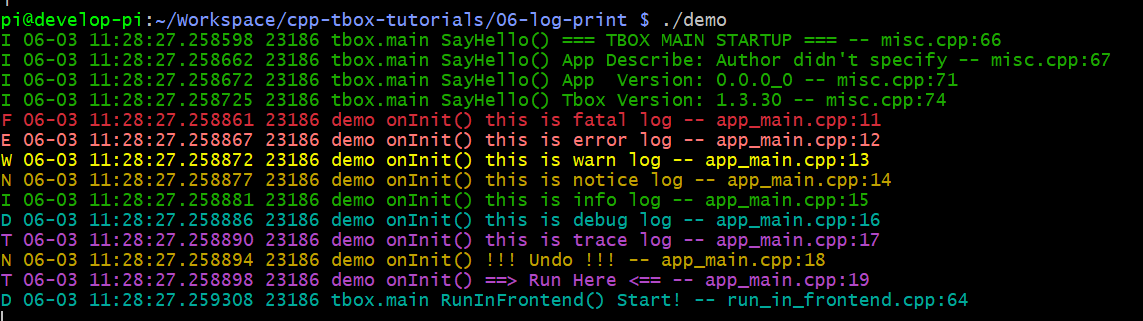 pi@develop-pi:~/Workspace/cpp-tbox-tutorials/06-log-print $ ./demo
I 06-03 11:28:27.258598 23186 tbox.main SayHello() === TBOX MAIN STARTUP === -- misc.cpp:66
I 06-03 11:28:27.258662 23186 tbox.main SayHello() App Describe: Author didn't specify -- misc.cpp:67
I 06-03 11:28:27.258672 23186 tbox.main SayHello() App  Version: 0.0.0_0 -- misc.cpp:71
I 06-03 11:28:27.258725 23186 tbox.main SayHello() Tbox Version: 1.3.30 -- misc.cpp:74
F 06-03 11:28:27.258861 23186 demo onInit() this is fatal log -- app_main.cpp:11
E 06-03 11:28:27.258867 23186 demo onInit() this is error log -- app_main.cpp:12
W 06-03 11:28:27.258872 23186 demo onInit() this is warn log -- app_main.cpp:13
N 06-03 11:28:27.258877 23186 demo onInit() this is notice log -- app_main.cpp:14
I 06-03 11:28:27.258881 23186 demo onInit() this is info log -- app_main.cpp:15
D 06-03 11:28:27.258886 23186 demo onInit() this is debug log -- app_main.cpp:16
T 06-03 11:28:27.258890 23186 demo onInit() this is trace log -- app_main.cpp:17
N 06-03 11:28:27.258894 23186 demo onInit() !!! Undo !!! -- app_main.cpp:18
T 06-03 11:28:27.258898 23186 demo onInit() ==> Run Here <== -- app_main.cpp:19
D 06-03 11:28:27.259308 23186 tbox.main RunInFrontend() Start! -- run_in_frontend.cpp:64